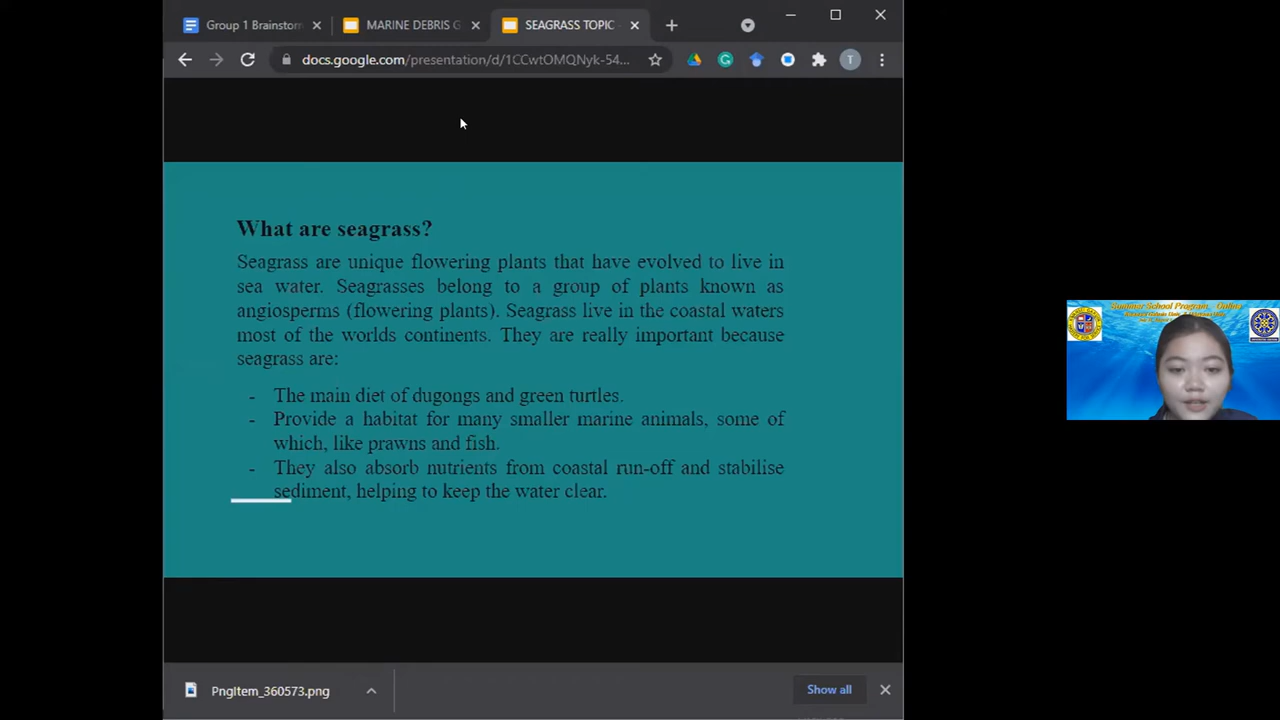 Group 1 Brainstorm
MARINE DEBRIS G
SEAGRASS TOPIC -
docs.google.com/presentation/d/1CCwtOMQNyk-54...
T
What are seagrass?
Seagrass are unique flowering plants that have evolved to live in
sea water. Seagrasses belong to a group of plants known as
angiosperms (flowering plants). Seagrass live in the coastal waters
most of the worlds continents. They are really important because
seagrass are:
- The main diet of dugongs and green turtles.
- Provide a habitat for many smaller marine animals, some of
which, like prawns and fish.
- They also absorb nutrients from coastal run-off and stabilise
sediment, helping to keep the water clear.
Summer School Program, Online
PngItem_360573.png
Show all